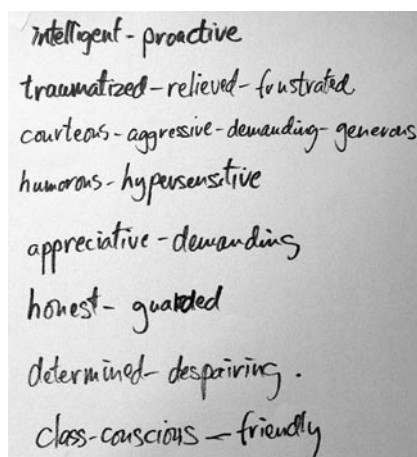 intelligent - proactive
traumatized - relieved - frustrated
courteous - aggressive - demanding - generous
humorous - hypersensitive
appreciative - demanding
honest - guarded
determined - despairing .
class-conscious - friendly